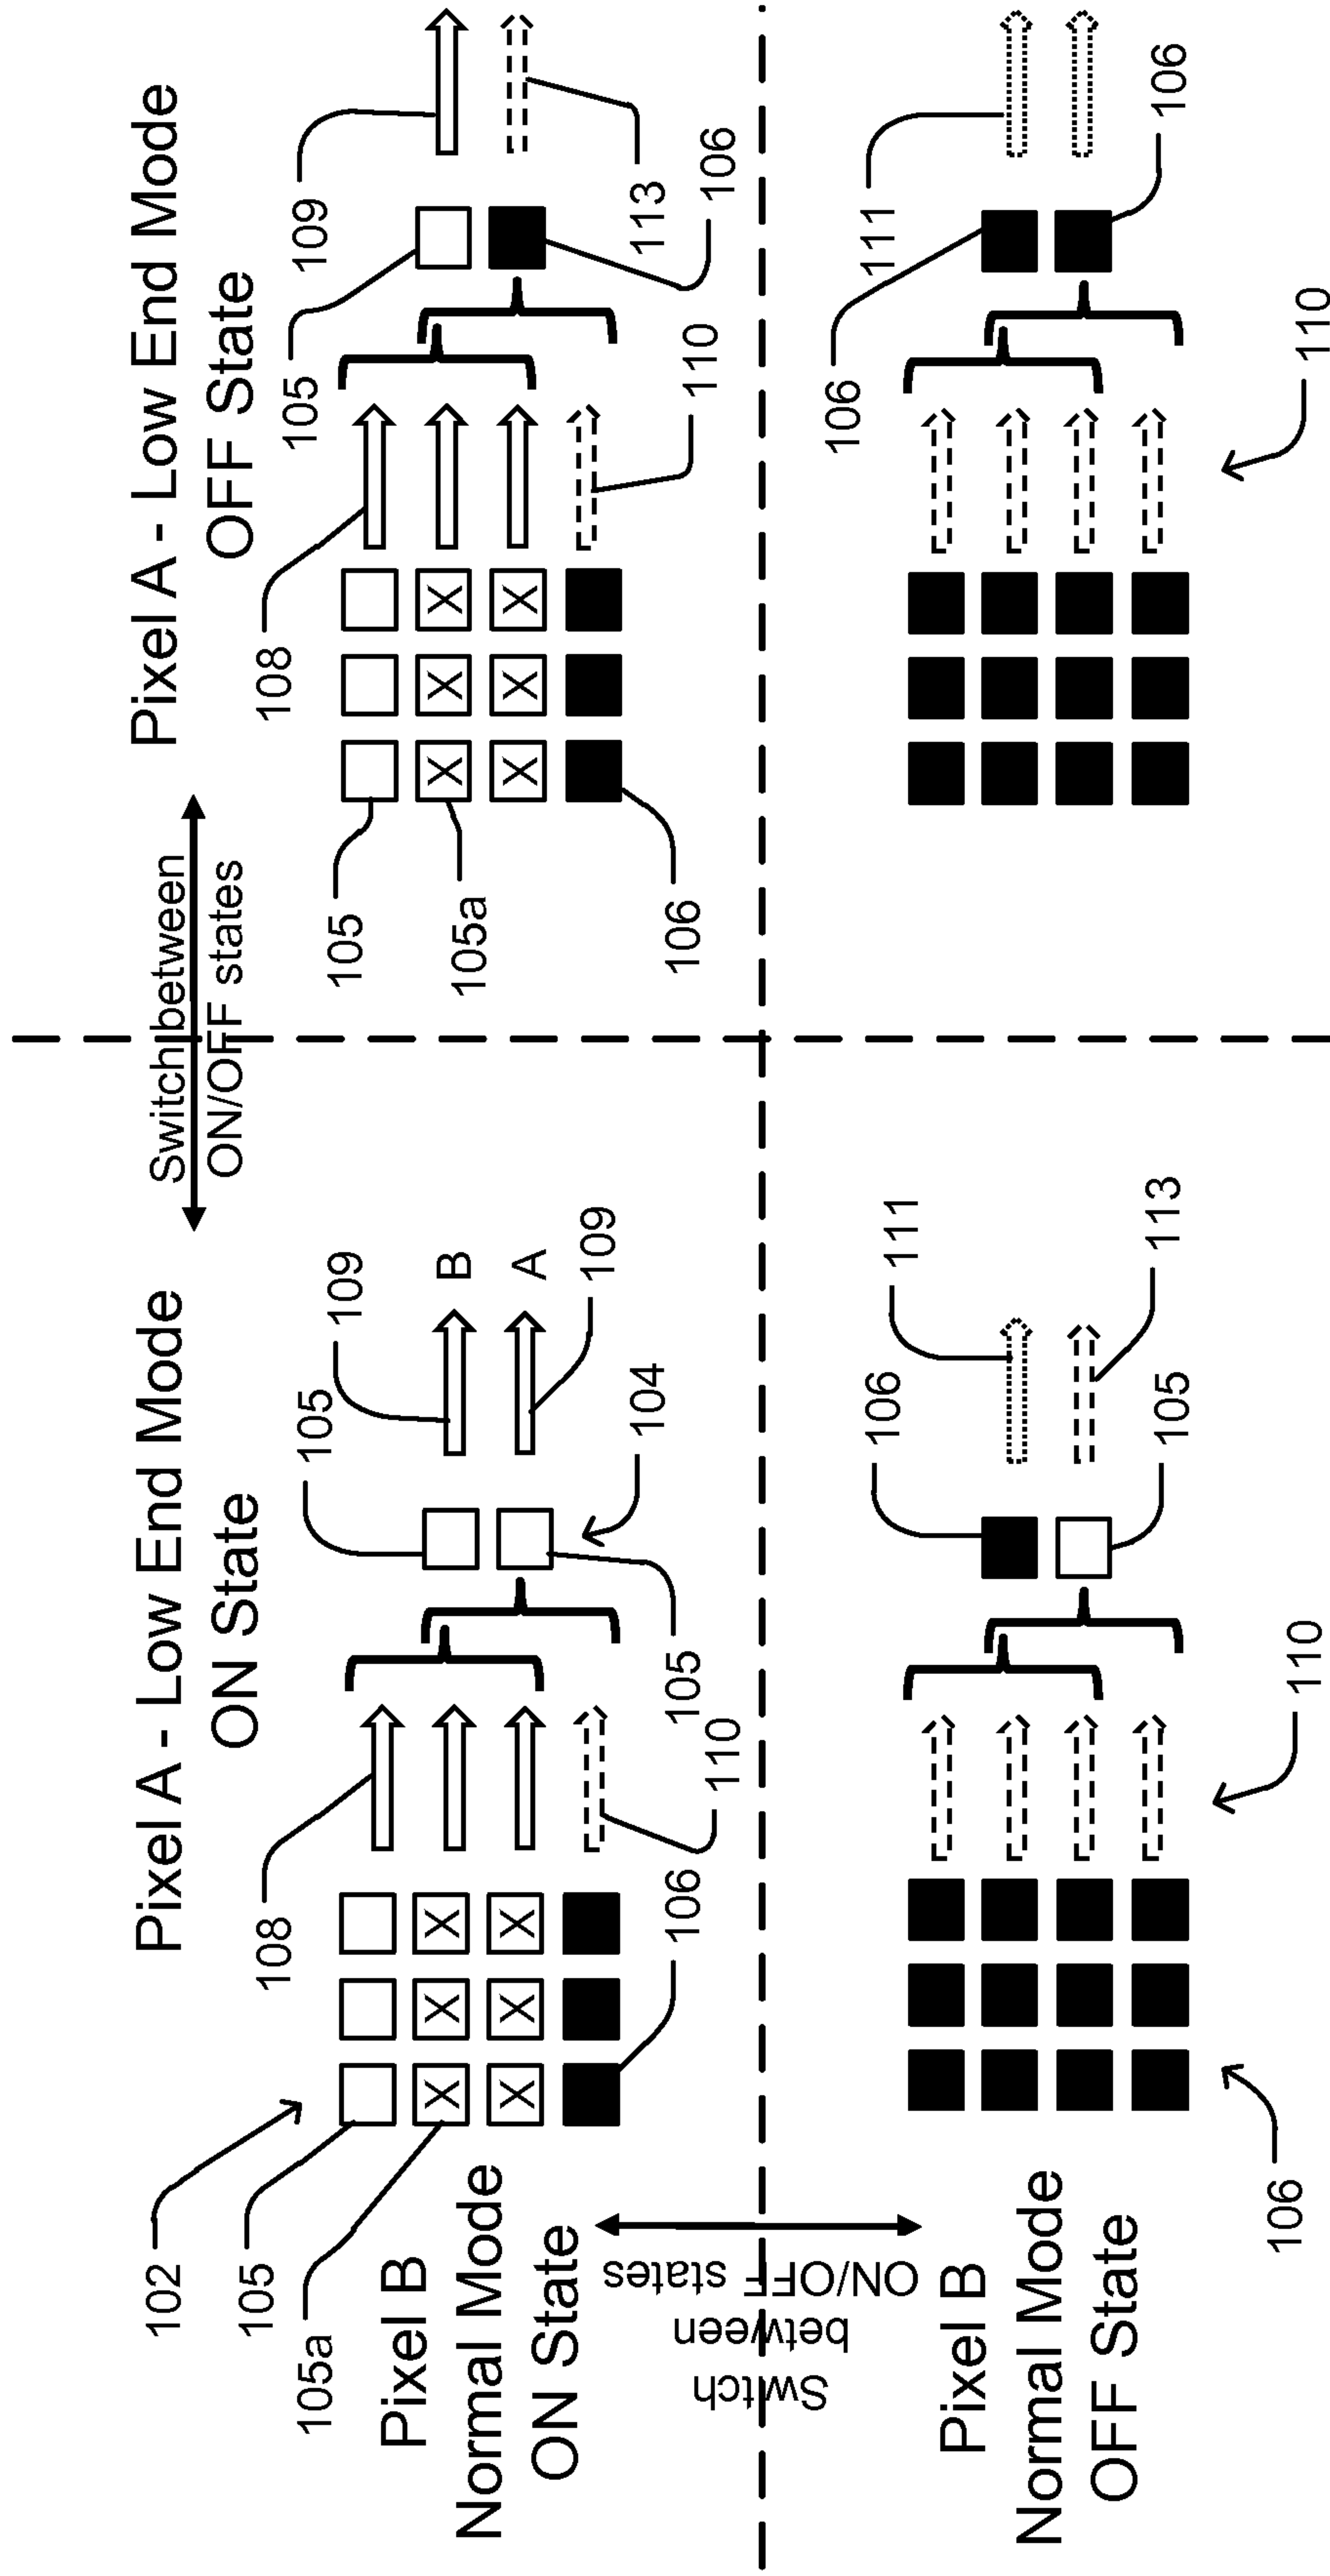 Pixel A - Low End Mode
ON State
Switch between
ON/OFF states
Pixel A - Low End Mode
OFF State
Pixel B
Normal Mode
ON State
102
105
105a
X
X
X
X
X
X
106
108
110
105
105
104
109
B
A
109
105
105a
X
X
X
X
X
X
106
108
110
105
106
109
113
Switch
between
ON/OFF states
Pixel B
Normal Mode
OFF State
106
110
106
105
111
113
110
106
106
111